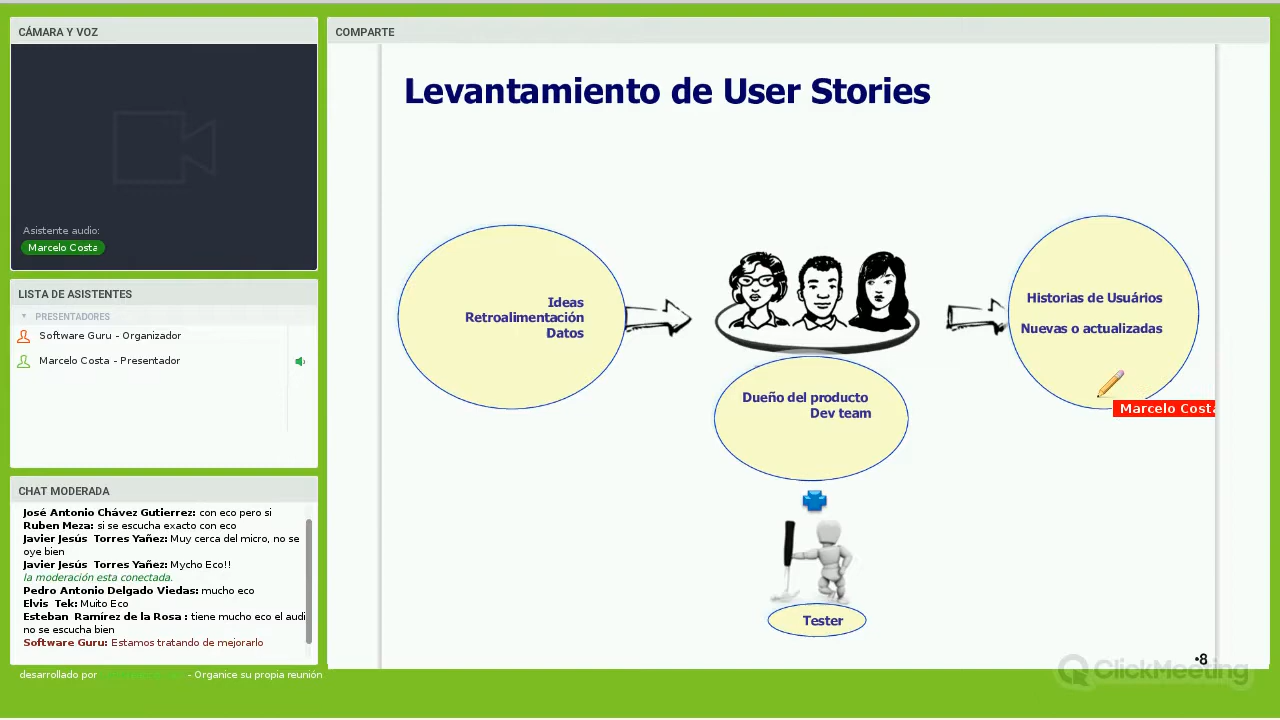 CÁMARA Y VOZ
Asistente audio:
Marcelo Costa
LISTA DE ASISTENTES
PRESENTADORES
Software Guru - Organizador
Marcelo Costa - Presentador
CHAT MODERADA
José Antonio Chávez Gutierrez: con eco pero si
Ruben Meza: si se escucha exacto con eco
Javier Jesús Torres Yañez: Muy cerca del micro, no se
oye bien
Javier Jesús Torres Yañez: Mycho Eco!!
la moderación esta conectada.
Pedro Antonio Delgado Viedas: mucho eco
Elvis Tek: Muito Eco
Esteban Ramírez de la Rosa : tiene mucho eco el audi
no se escucha bien
Software Guru: Estamos tratando de mejorarlo
desarrollado por - Organice su propia reunión
COMPARTE
Levantamiento de User Stories
Ideas
Retroalimentación
Datos
Dueño del producto
Dev team
Tester
Historias de Usuários
Nuevas o actualizadas
Marcelo Costa
•8
ClickMeeting